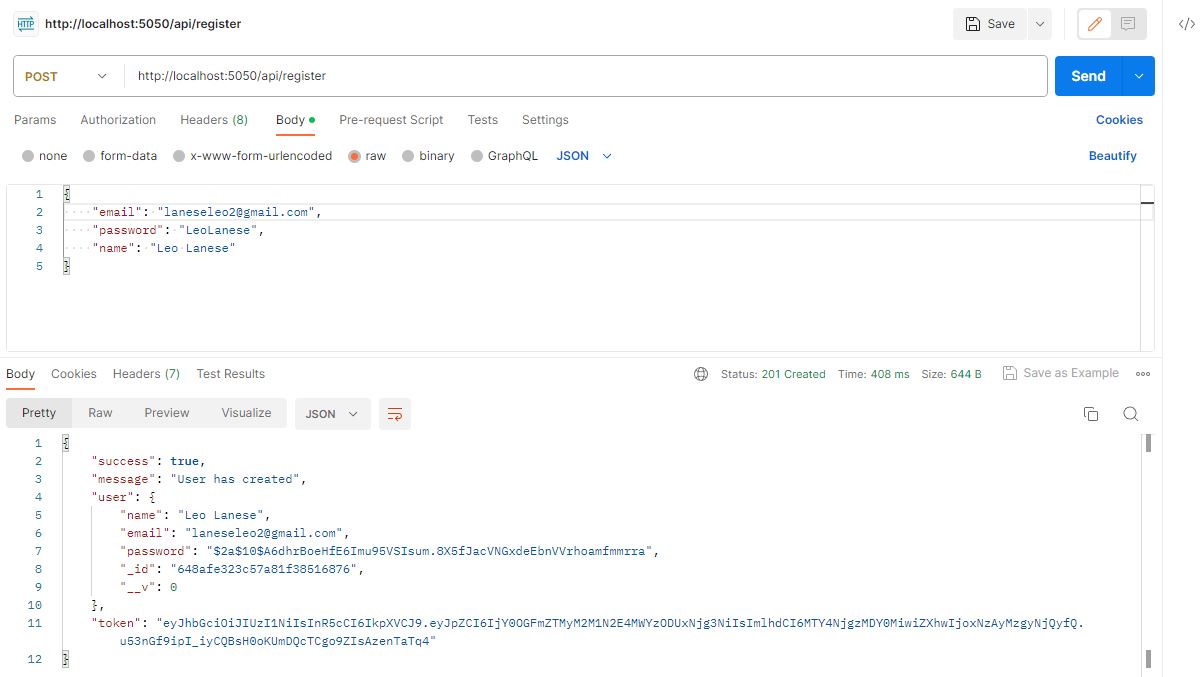 HTTP http://localhost:5050/api/register Save
POST http://localhost:5050/api/register Send
Params Authorization Headers (8) Body Pre-request Script Tests Settings Cookies
none form-data x-www-form-urlencoded raw binary GraphQL JSON Beautify
1 {
2 "email": "laneseleo2@gmail.com",
3 "password": "LeoLanese",
4 "name": "Leo Lanese"
5 }
Body Cookies Headers (7) Test Results Status: 201 Created Time: 408 ms Size: 644 B Save as Example
Pretty Raw Preview Visualize JSON
1 {
2 "success": true,
3 "message": "User has created",
4 "user": {
5 "name": "Leo Lanese",
6 "email": "laneseleo2@gmail.com",
7 "password": "$2a$10$A6dhrBoeHfE6Imu95VSIsum.8X5fJacVNGxdeEbnVVrhoamfmmrra",
8 "_id": "648afe323c57a81f38516876",
9 "__v": 0
10 },
11 "token": "eyJhbGciOiJIUzI1NiIsInR5cCI6IkpXVCJ9.eyJpZCI6IjY0OGFmZTMyM2M1N2E4MWYzODUxNjg3NiIsImlhdCI6MTY4NjgzMDY0MiwiZXhwIjoxNzAyMzgyNjQyfQ.
u53nGf9ipI_iyCQBsH0oKUmDQcTCgo9ZIsAzenTaTq4"
12 }